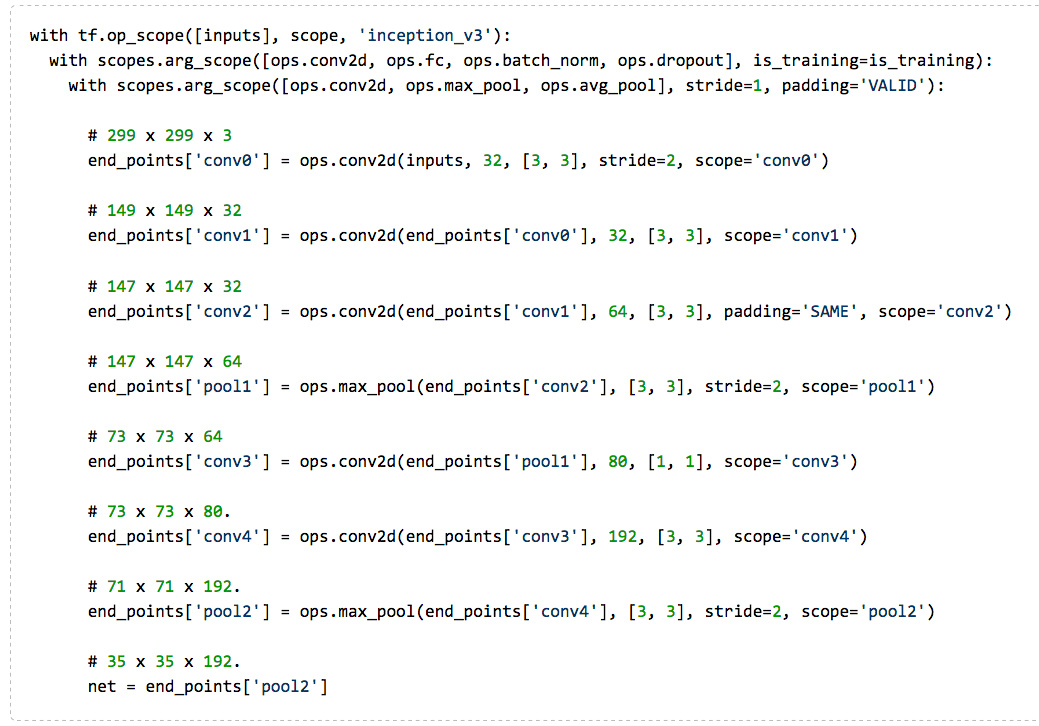 with tf.op_scope([inputs], scope, 'inception_v3'):
with scopes.arg_scope([ops.conv2d, ops.fc, ops.batch_norm, ops.dropout], is_training=is_training):
with scopes.arg_scope([ops.conv2d, ops.max_pool, ops.avg_pool], stride=1, padding='VALID'):
# 299 x 299 x 3
end_points['conv0'] = ops.conv2d(inputs, 32, [3, 3], stride=2, scope='conv0')
# 149 x 149 x 32
end_points['conv1'] = ops.conv2d(end_points['conv0'], 32, [3, 3], scope='conv1')
# 147 x 147 x 32
end_points['conv2'] = ops.conv2d(end_points['conv1'], 64, [3, 3], padding='SAME', scope='conv2')
# 147 x 147 x 64
end_points['pool1'] = ops.max_pool(end_points['conv2'], [3, 3], stride=2, scope='pool1')
# 73 x 73 x 64
end_points['conv3'] = ops.conv2d(end_points['pool1'], 80, [1, 1], scope='conv3')
# 73 x 73 x 80.
end_points['conv4'] = ops.conv2d(end_points['conv3'], 192, [3, 3], scope='conv4')
# 71 x 71 x 192.
end_points['pool2'] = ops.max_pool(end_points['conv4'], [3, 3], stride=2, scope='pool2')
# 35 x 35 x 192.
net = end_points['pool2']